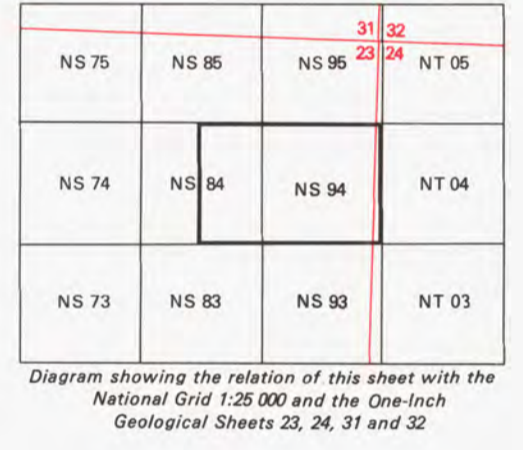 31 32
NS 75 NS 85 NS 95 23 24 NT 05
NS 74 NS 84 NS 94 NT 04
NS 73 NS 83 NS 93 NT 03
Diagram showing the relation of this sheet with the
National Grid 1:25 000 and the One-Inch
Geological Sheets 23, 24, 31 and 32